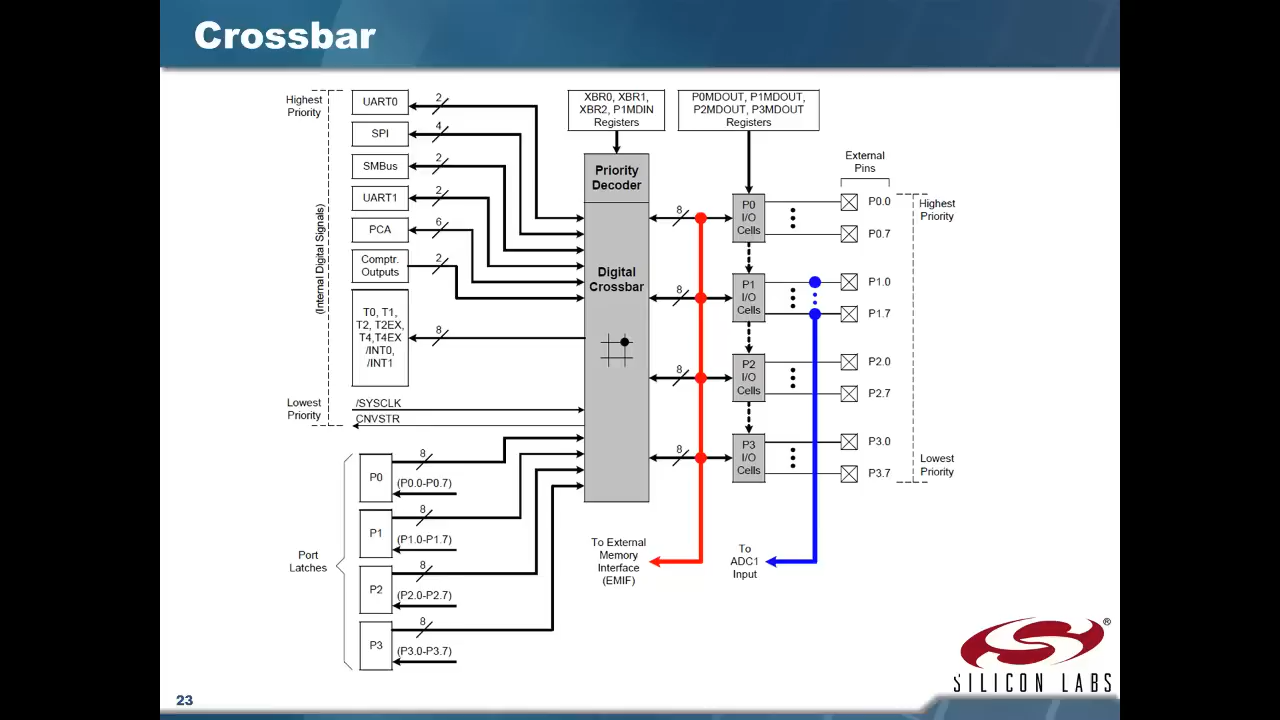 Crossbar
Highest
Priority
UART0
2
SPI
4
SMBus
2
UART1
2
PCA
6
Comptr.
Outputs
2
T0, T1,
T2, T2EX,
T4,T4EX
/INT0,
/INT1
8
(Internal Digital Signals)
Lowest
Priority
/SYSCLK
CNVSTR
XBR0, XBR1,
XBR2, P1MDIN
Registers
P0MDOUT, P1MDOUT,
P2MDOUT, P3MDOUT
Registers
Priority
Decoder
Digital
Crossbar
8
8
8
8
P0
I/O
Cells
P1
I/O
Cells
P2
I/O
Cells
P3
I/O
Cells
External
Pins
P0.0
P0.7
P1.0
P1.7
P2.0
P2.7
P3.0
P3.7
Highest
Priority
Lowest
Priority
Port
Latches
P0
8
(P0.0-P0.7)
P1
8
(P1.0-P1.7)
P2
8
(P2.0-P2.7)
P3
8
(P3.0-P3.7)
To External
Memory
Interface
(EMIF)
To
ADC1
Input
®
SILICON LABS
23